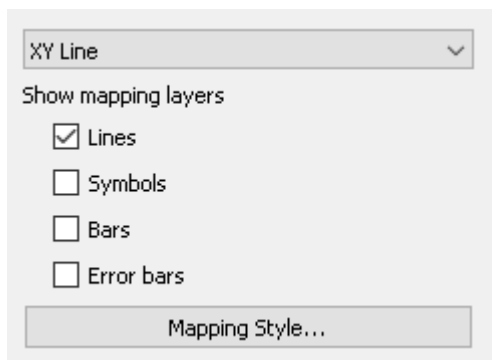 XY Line
Show mapping layers
Lines
Symbols
Bars
Error bars
Mapping Style...